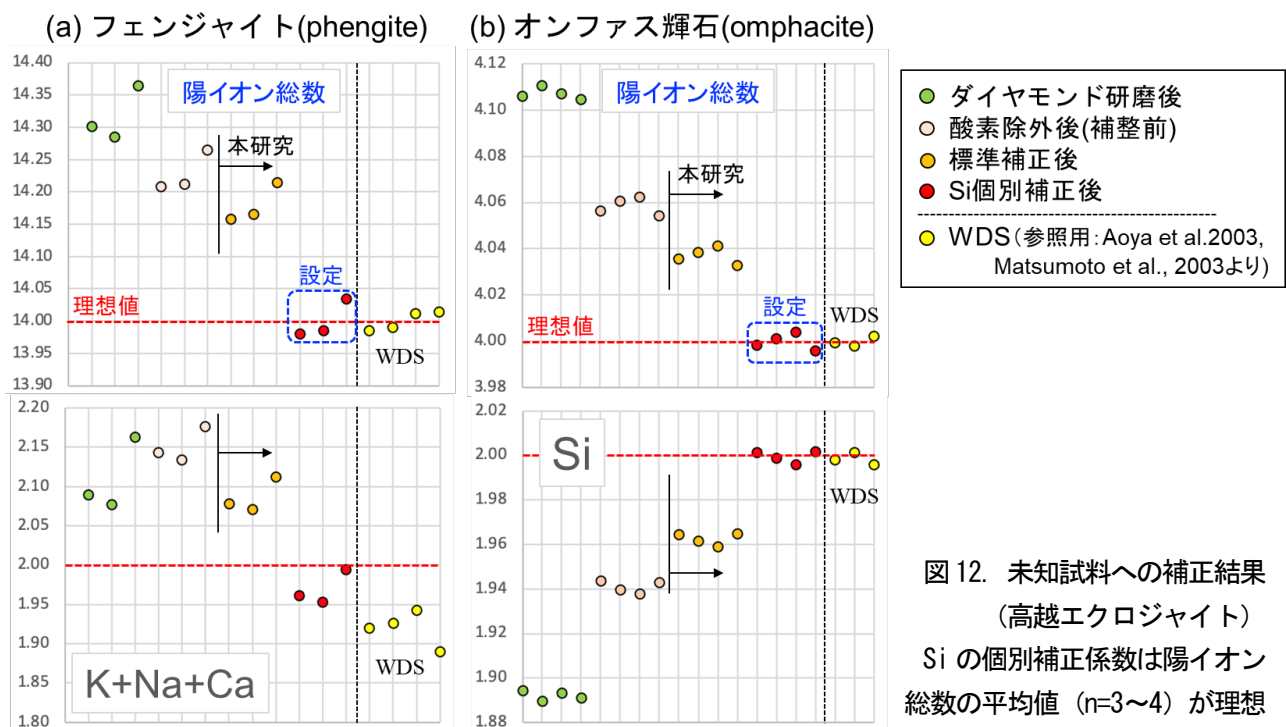 (a) フェンジャイト(phengite)
(b) オンファス輝石(omphacite)
14.40
14.35
14.30
14.25
14.20
14.15
14.10
14.05
14.00
13.95
13.90
陽イオン総数
本研究
設定
理想値
WDS
4.12
4.10
4.08
4.06
4.04
4.02
4.00
3.98
陽イオン総数
本研究
設定
理想値
WDS
ダイヤモンド研磨後
酸素除外後(補整前)
標準補正後
Si個別補正後
WDS(参照用:Aoya et al.2003,
Matsumoto et al., 2003より)
2.20
2.15
2.10
2.05
2.00
1.95
1.90
1.85
1.80
K+Na+Ca
WDS
2.02
2.00
1.98
1.96
1.94
1.92
1.90
1.88
Si
WDS
図 12. 未知試料への補正結果
(高越エクロジャイト)
Si の個別補正係数は陽イオン
総数の平均値 (n=3~4) が理想